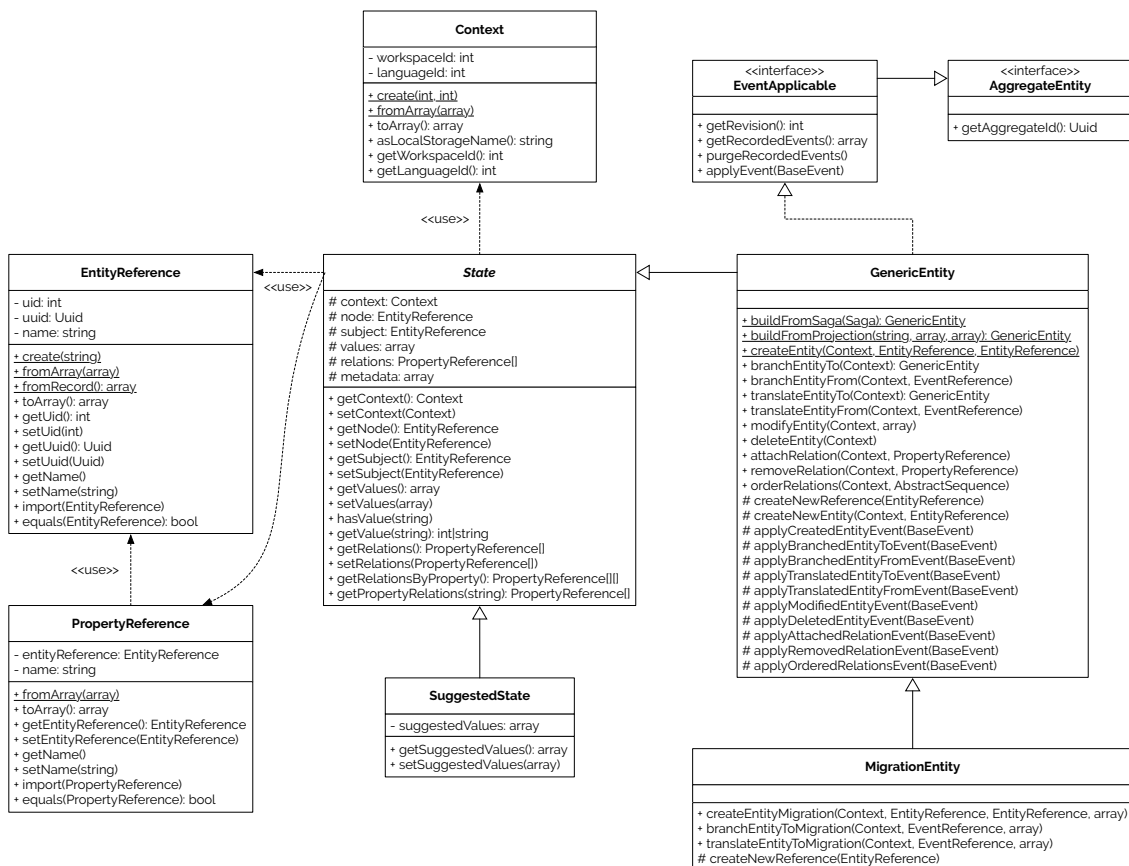 Context
- workspaceId: int
- languageId: int
+ create(int, int)
+ fromArray(array)
+ toArray(): array
+ asLocalStorageName(): string
+ getWorkspaceId(): int
+ getLanguageId(): int
<<interface>>
EventApplicable
+ getRevision(): int
+ getRecordedEvents(): array
+ purgeRecordedEvents()
+ applyEvent(BaseEvent)
<<interface>>
AggregateEntity
+ getAggregateId(): Uuid
<<use>>
EntityReference
- uid: int
- uuid: Uuid
- name: string
+ create(string)
+ fromArray(array)
+ fromRecord(): array
+ toArray(): array
+ getUid(): int
+ setUid(int)
+ getUuid(): Uuid
+ setUuid(Uuid)
+ getName()
+ setName(string)
+ import(EntityReference)
+ equals(EntityReference): bool
<<use>>
State
# context: Context
# node: EntityReference
# subject: EntityReference
# values: array
# relations: PropertyReference[]
# metadata: array
+ getContext(): Context
+ setContext(Context)
+ getNode(): EntityReference
+ setNode(EntityReference)
+ getSubject(): EntityReference
+ setSubject(EntityReference)
+ getValues(): array
+ setValues(array)
+ hasValue(string)
+ getValue(string): int|string
+ getRelations(): PropertyReference[]
+ setRelations(PropertyReference[])
+ getRelationsByProperty(): PropertyReference[][]
+ getPropertyRelations(string): PropertyReference[]
GenericEntity
+ buildFromSaga(Saga): GenericEntity
+ buildFromProjection(string, array, array): GenericEntity
+ createEntity(Context, EntityReference, EntityReference)
+ branchEntityTo(Context): GenericEntity
+ branchEntityFrom(Context, EventReference)
+ translateEntityTo(Context): GenericEntity
+ translateEntityFrom(Context, EventReference)
+ modifyEntity(Context, array)
+ deleteEntity(Context)
+ attachRelation(Context, PropertyReference)
+ removeRelation(Context, PropertyReference)
+ orderRelations(Context, AbstractSequence)
# createNewReference(EntityReference)
# createNewEntity(Context, EntityReference)
# applyCreatedEntityEvent(BaseEvent)
# applyBranchedEntityToEvent(BaseEvent)
# applyBranchedEntityFromEvent(BaseEvent)
# applyTranslatedEntityToEvent(BaseEvent)
# applyTranslatedEntityFromEvent(BaseEvent)
# applyModifiedEntityEvent(BaseEvent)
# applyDeletedEntityEvent(BaseEvent)
# applyAttachedRelationEvent(BaseEvent)
# applyRemovedRelationEvent(BaseEvent)
# applyOrderedRelationsEvent(BaseEvent)
<<use>>
PropertyReference
- entityReference: EntityReference
- name: string
+ fromArray(array)
+ toArray(): array
+ getEntityReference(): EntityReference
+ setEntityReference(EntityReference)
+ getName()
+ setName(string)
+ import(PropertyReference)
+ equals(PropertyReference): bool
SuggestedState
- suggestedValues: array
+ getSuggestedValues(): array
+ setSuggestedValues(array)
MigrationEntity
+ createEntityMigration(Context, EntityReference, EntityReference, array)
+ branchEntityToMigration(Context, EventReference, array)
+ translateEntityToMigration(Context, EventReference, array)
# createNewReference(EntityReference)